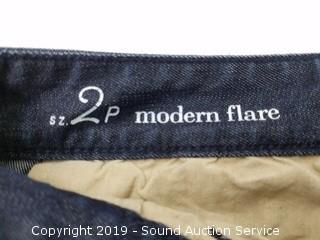 sz. 2P modern flare
Copyright 2019 - Sound Auction Service